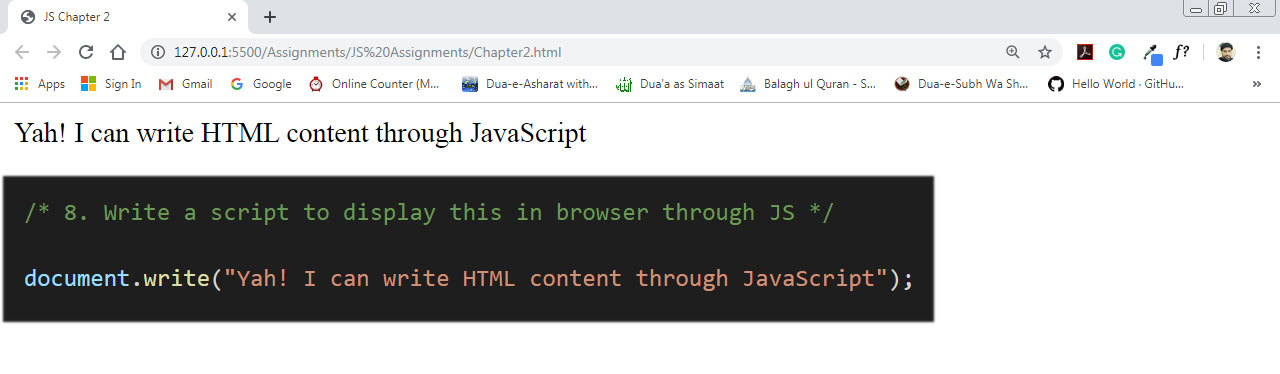 JS Chapter 2
127.0.0.1:5500/Assignments/JS%20Assignments/Chapter2.html
f?
Apps Sign In Gmail Google Online Counter (M... Dua-e-Asharat with... Dua'a as Simaat Balagh ul Quran - S... Dua-e-Subh Wa Sh... Hello World · GitHu... »
Yah! I can write HTML content through JavaScript
/* 8. Write a script to display this in browser through JS */
document.write("Yah! I can write HTML content through JavaScript");